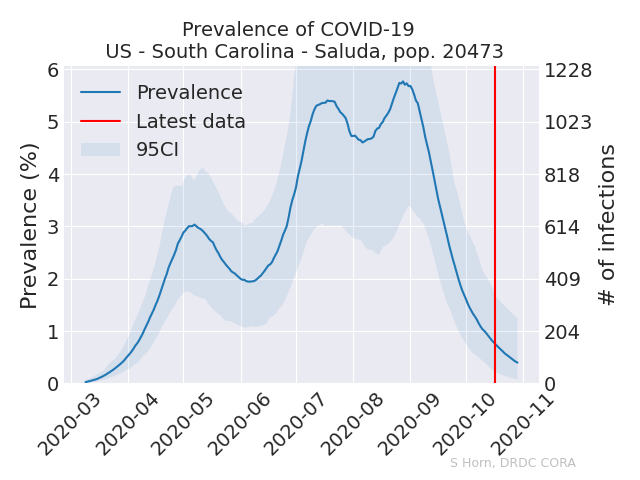 Prevalence of COVID-19
US - South Carolina - Saluda, pop. 20473
Prevalence
Latest data
95CI
Prevalence (%)
6
5
4
3
2
1
0
1228
1023
818
614
409
204
0
# of infections
2020-03
2020-04
2020-05
2020-06
2020-07
2020-08
2020-09
2020-10
2020-11
S Horn, DRDC CORA